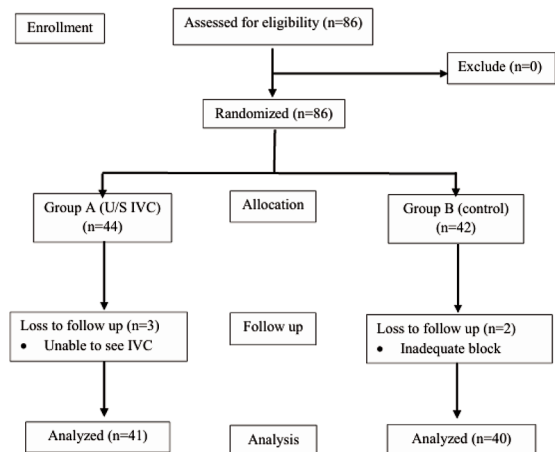 Enrollment
Assessed for eligibility (n=86)
Exclude (n=0)
Randomized (n=86)
Group A (U/S IVC)
(n=44)
Allocation
Group B (control)
(n=42)
Loss to follow up (n=3)
• Unable to see IVC
Follow up
Loss to follow up (n=2)
• Inadequate block
Analyzed (n=41)
Analysis
Analyzed (n=40)